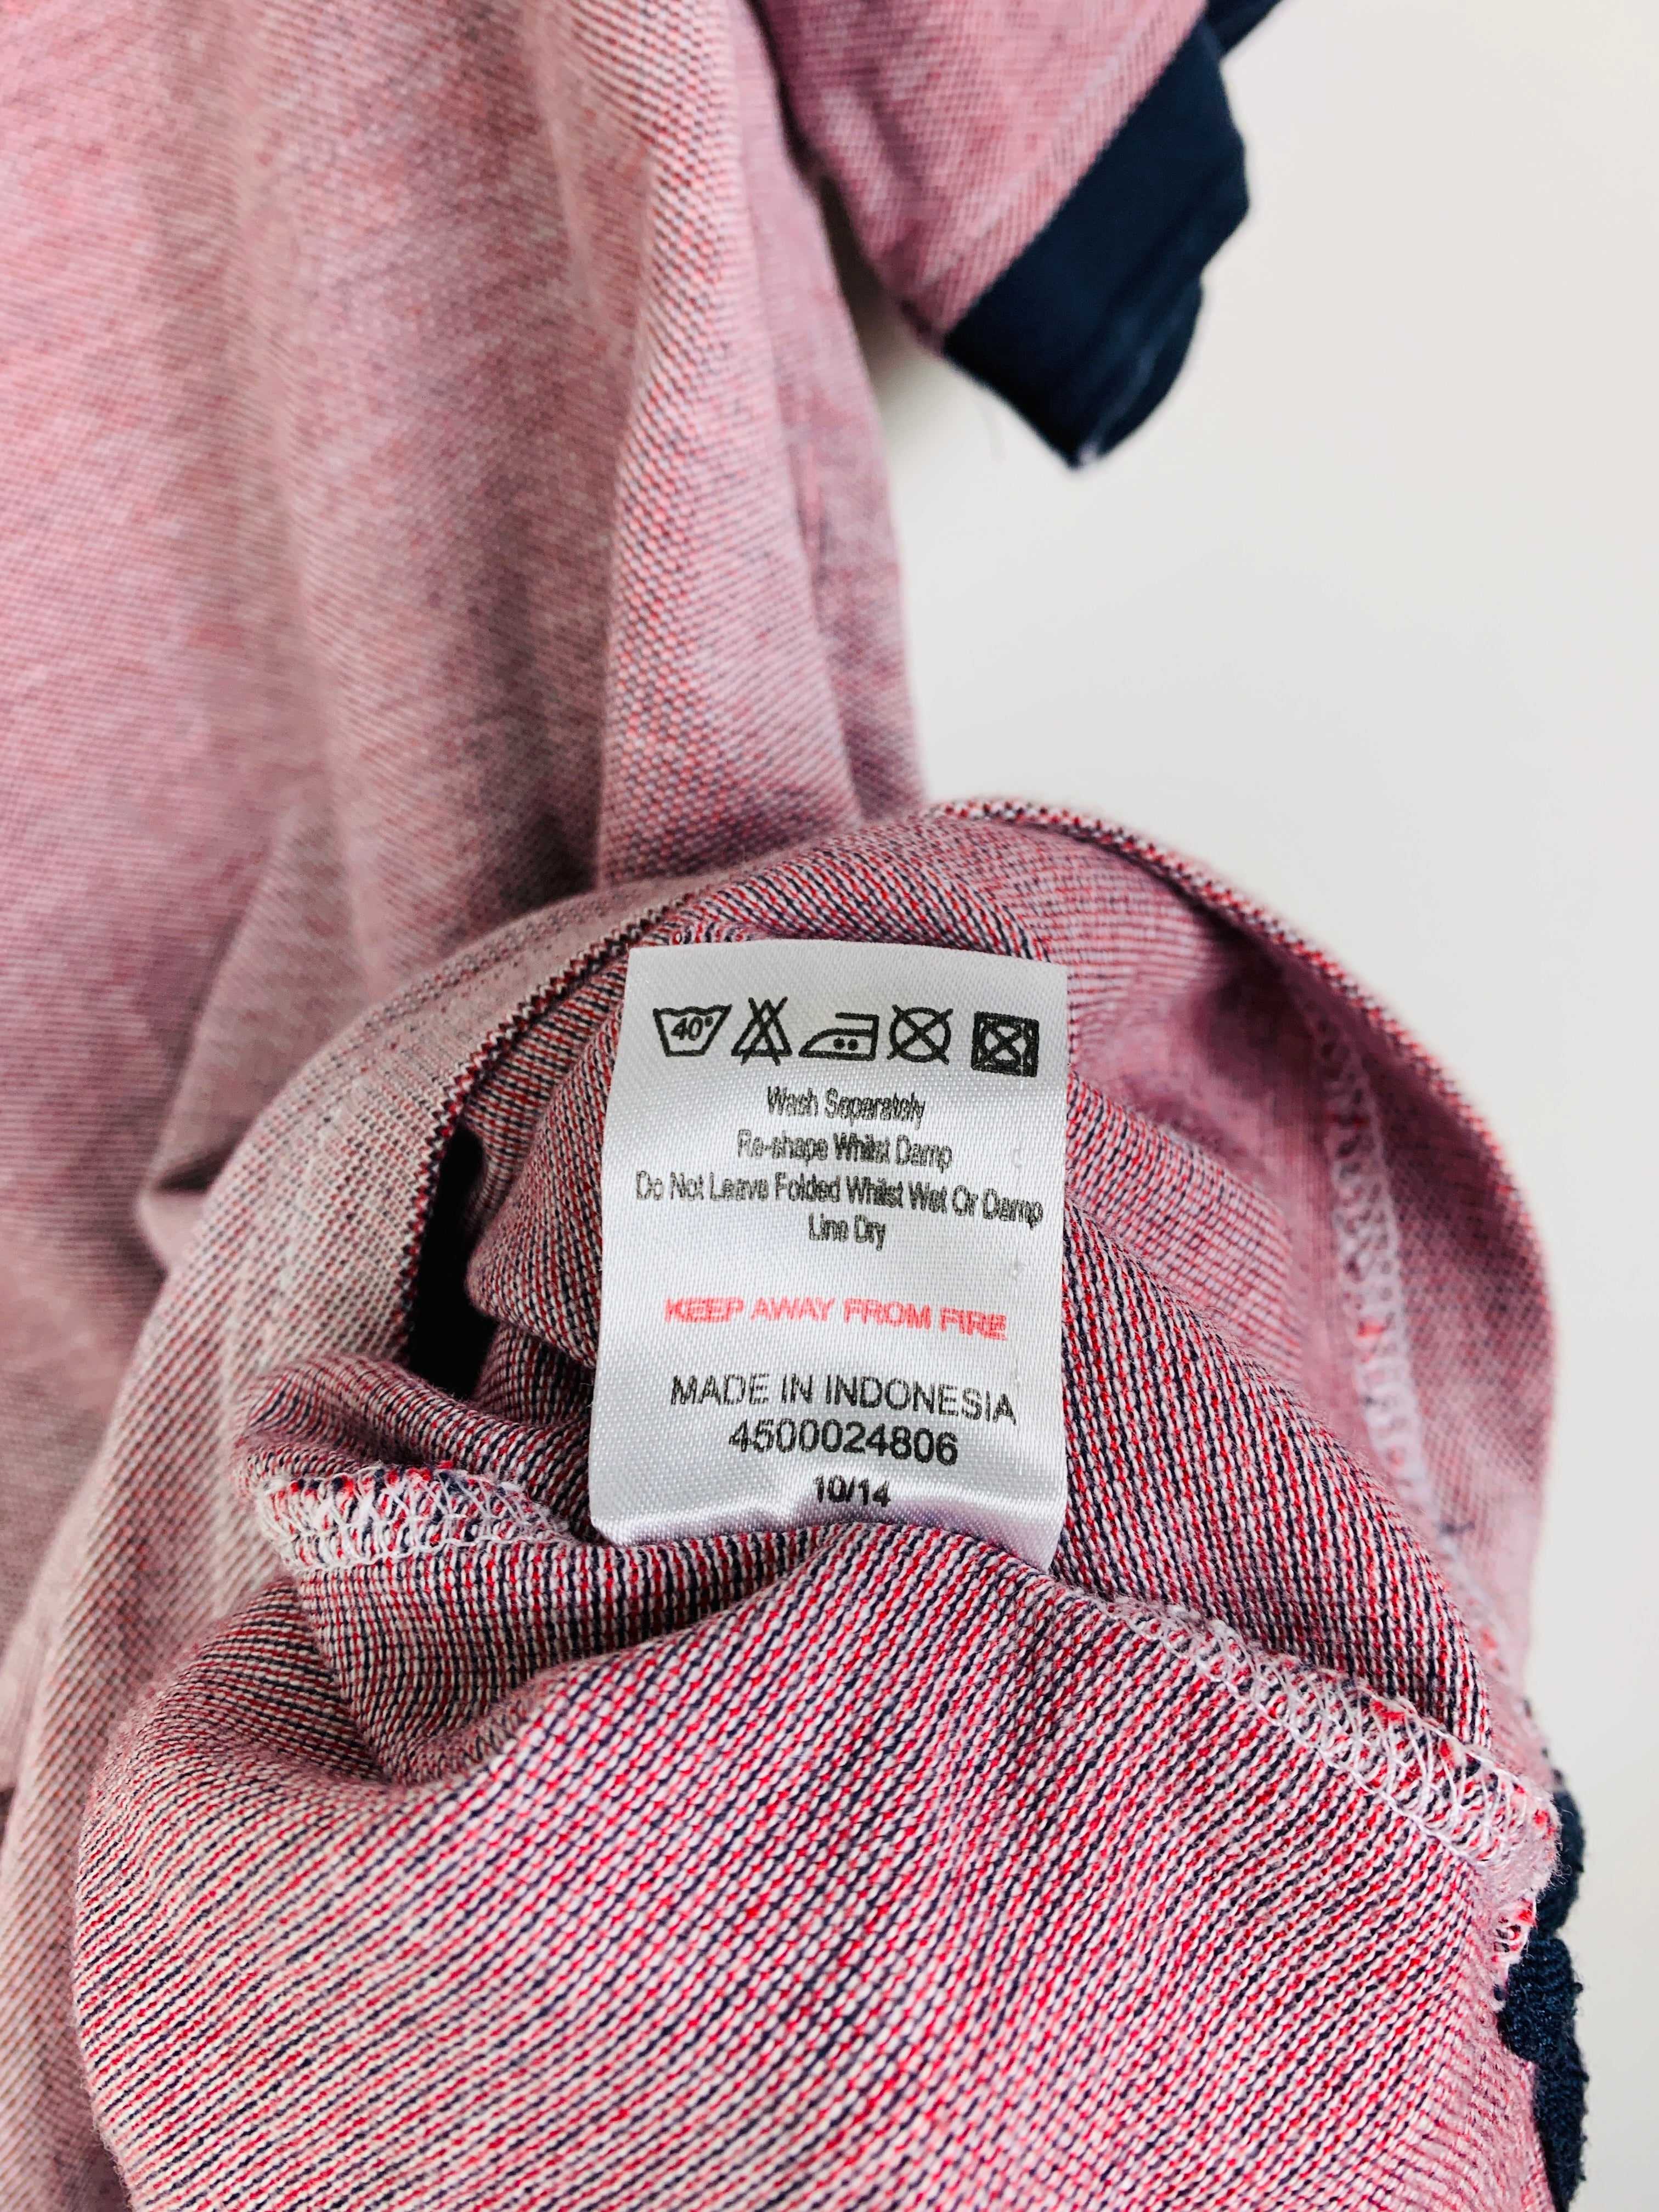 40°
Wash Separately
Re-shape Whilst Damp
Do Not Leave Folded Whilst Wet Or Damp
Line Dry
KEEP AWAY FROM FIRE
MADE IN INDONESIA
4500024806
10/14